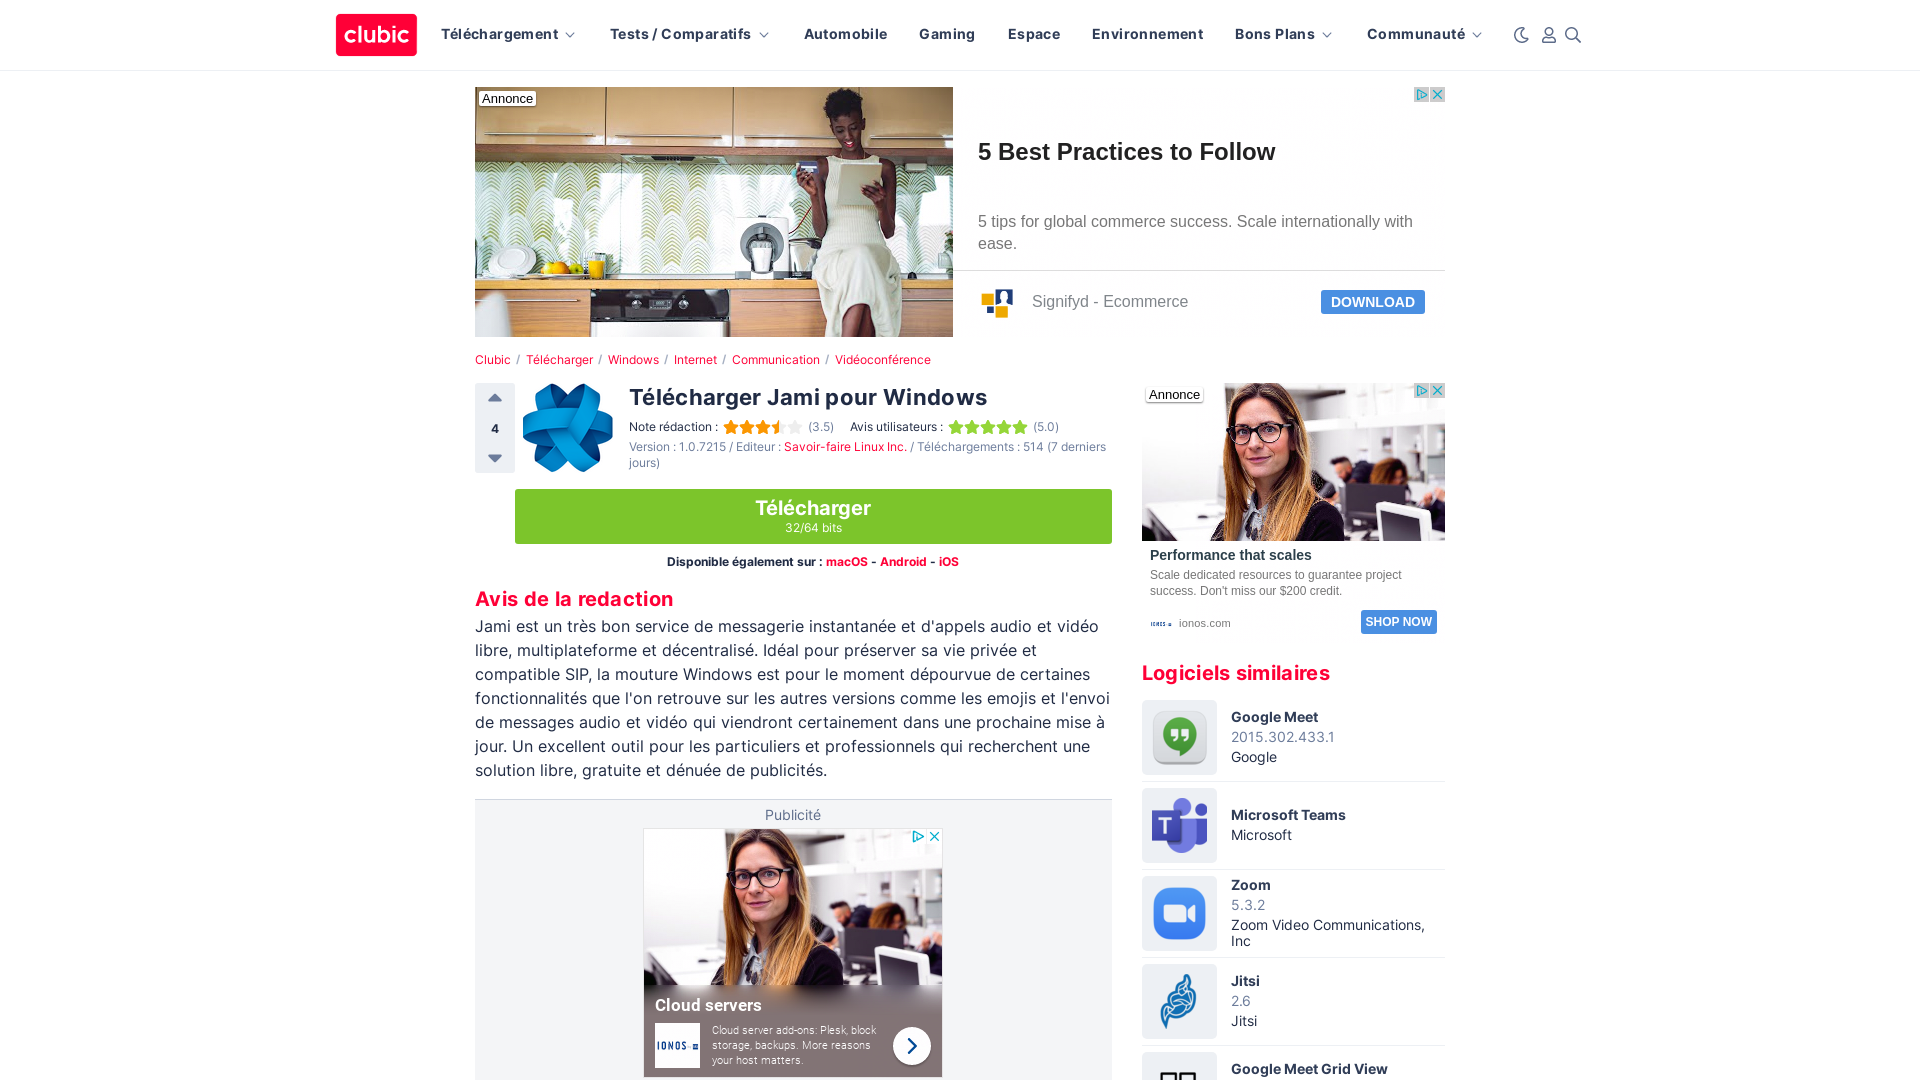 clubic
Téléchargement
Tests / Comparatifs
Automobile
Gaming
Espace
Environnement
Bons Plans
Communauté
Annonce
5 Best Practices to Follow
5 tips for global commerce success. Scale internationally with
ease.
Signifyd - Ecommerce
DOWNLOAD
Clubic / Télécharger / Windows / Internet / Communication / Vidéoconférence
4
Télécharger Jami pour Windows
Note rédaction : (3.5) Avis utilisateurs : (5.0)
Version : 1.0.7215 / Editeur : Savoir-faire Linux Inc. / Téléchargements : 514 (7 derniers
jours)
Télécharger
32/64 bits
Disponible également sur : macOS - Android - iOS
Avis de la redaction
Jami est un très bon service de messagerie instantanée et d'appels audio et vidéo
libre, multiplateforme et décentralisé. Idéal pour préserver sa vie privée et
compatible SIP, la mouture Windows est pour le moment dépourvue de certaines
fonctionnalités que l'on retrouve sur les autres versions comme les emojis et l'envoi
de messages audio et vidéo qui viendront certainement dans une prochaine mise à
jour. Un excellent outil pour les particuliers et professionnels qui recherchent une
solution libre, gratuite et dénuée de publicités.
Publicité
Cloud servers
IONOS
Cloud server add-ons: Plesk, block
storage, backups. More reasons
your host matters.
Annonce
Performance that scales
Scale dedicated resources to guarantee project
success. Don't miss our $200 credit.
IONOS
ionos.com
SHOP NOW
Logiciels similaires
Google Meet
2015.302.433.1
Google
Microsoft Teams
Microsoft
Zoom
5.3.2
Zoom Video Communications,
Inc
Jitsi
2.6
Jitsi
Google Meet Grid View